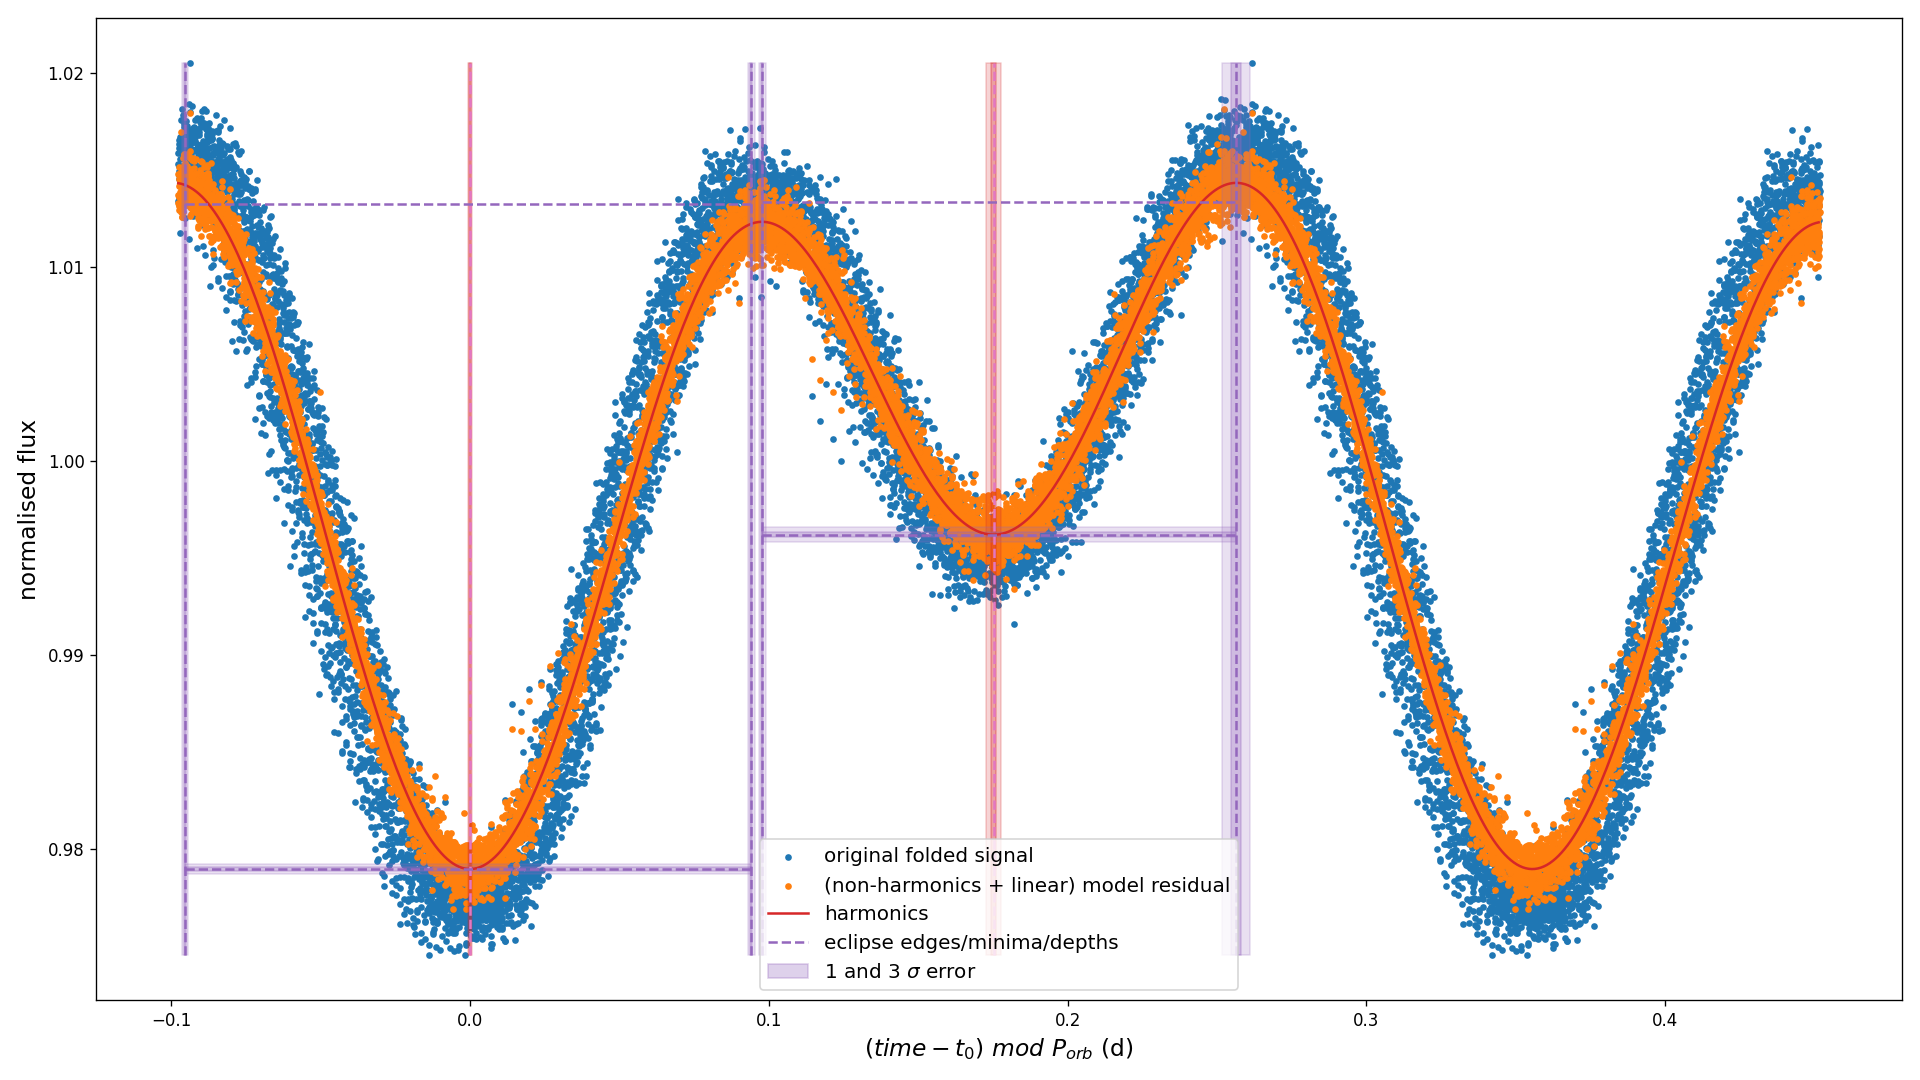 1.02
1.01
1.00
0.99
0.98
normalised flux
original folded signal
(non-harmonics + linear) model residual
harmonics
eclipse edges/minima/depths
1 and 3 σ error
−0.1
0.0
0.1
0.2
0.3
0.4
(time − t₀) mod Pₒᵣb (d)